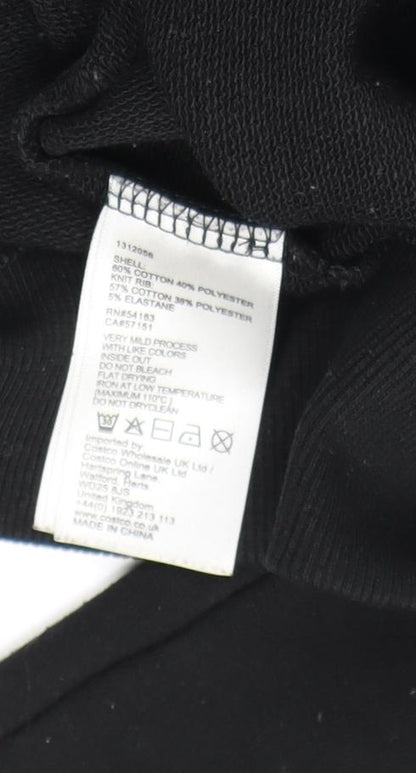 1312056
SHELL:
60% COTTON 40% POLYESTER
KNIT RIB:
57% COTTON 38% POLYESTER
5% ELASTANE
RN#54163
CA#57151
VERY MILD PROCESS
WITH LIKE COLORS
INSIDE OUT
DO NOT BLEACH
FLAT DRYING
IRON AT LOW TEMPERATURE
[MAXIMUM 110°C]
DO NOT DRYCLEAN
30
Imported by
Costco Wholesale UK Ltd /
Costco Online UK Ltd
Hartspring Lane,
Watford, Herts
WD25 8JS
United Kingdom
+44(0) 1923 213 113
www.costco.co.uk
MADE IN CHINA